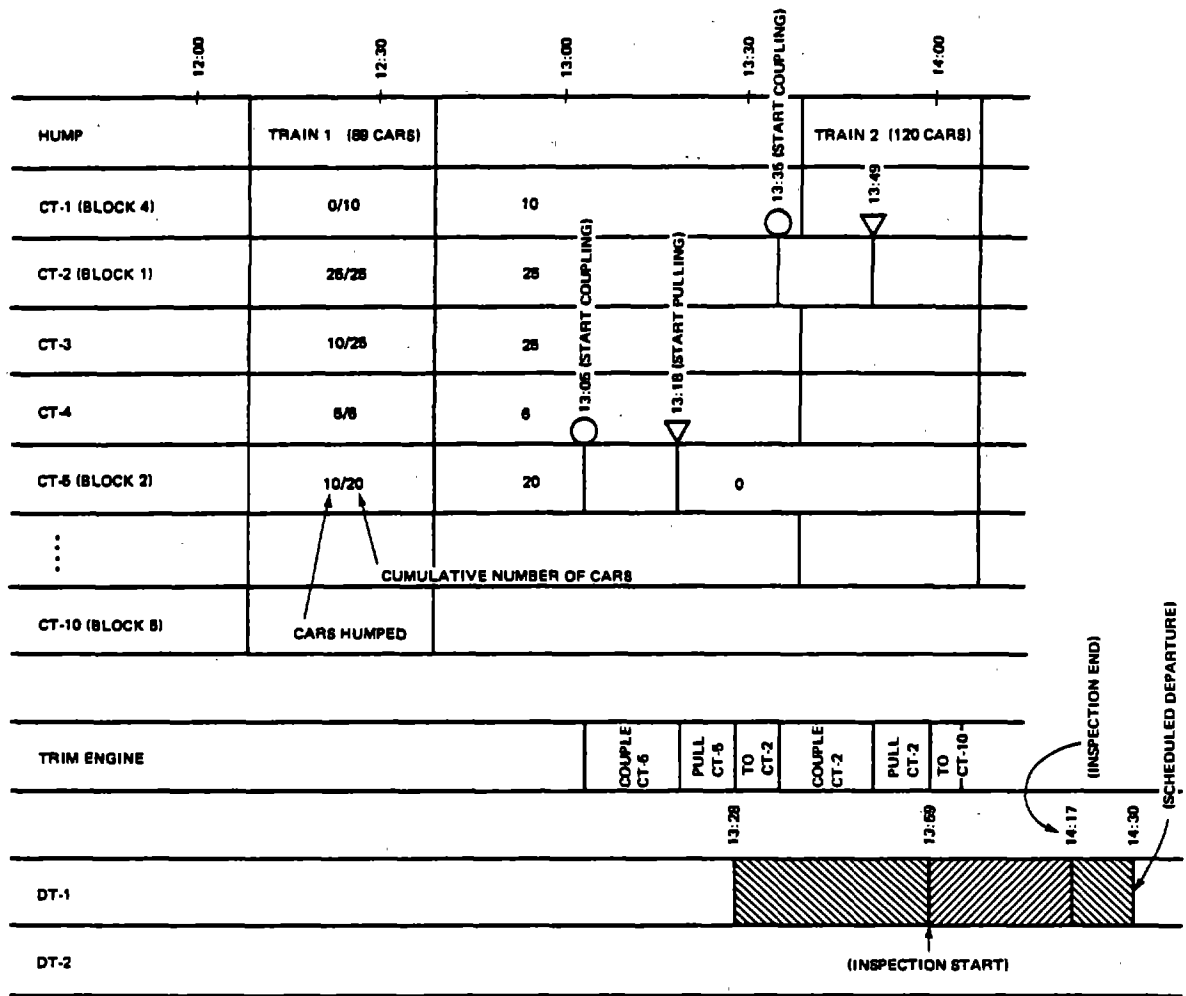 12:00
12:30
13:00
13:30
14:00
13:35 (START COUPLING)
HUMP
TRAIN 1 (89 CARS)
TRAIN 2 (120 CARS)
13:49
CT-1 (BLOCK 4)
0/10
10
CT-2 (BLOCK 1)
25/25
25
13:05 (START COUPLING)
13:18 (START PULLING)
CT-3
10/25
25
CT-4
6
CT-5 (BLOCK 2)
10/20
20
0
CUMULATIVE NUMBER OF CARS
CT-10 (BLOCK 5)
CARS HUMPED
TRIM ENGINE
COUPLE CT-5
PULL CT-5
TO CT-2
COUPLE CT-2
PULL CT-2
TO CT-10
(INSPECTION END)
(SCHEDULED DEPARTURE)
13:28
13:59
14:17
14:30
DT-1
DT-2
(INSPECTION START)